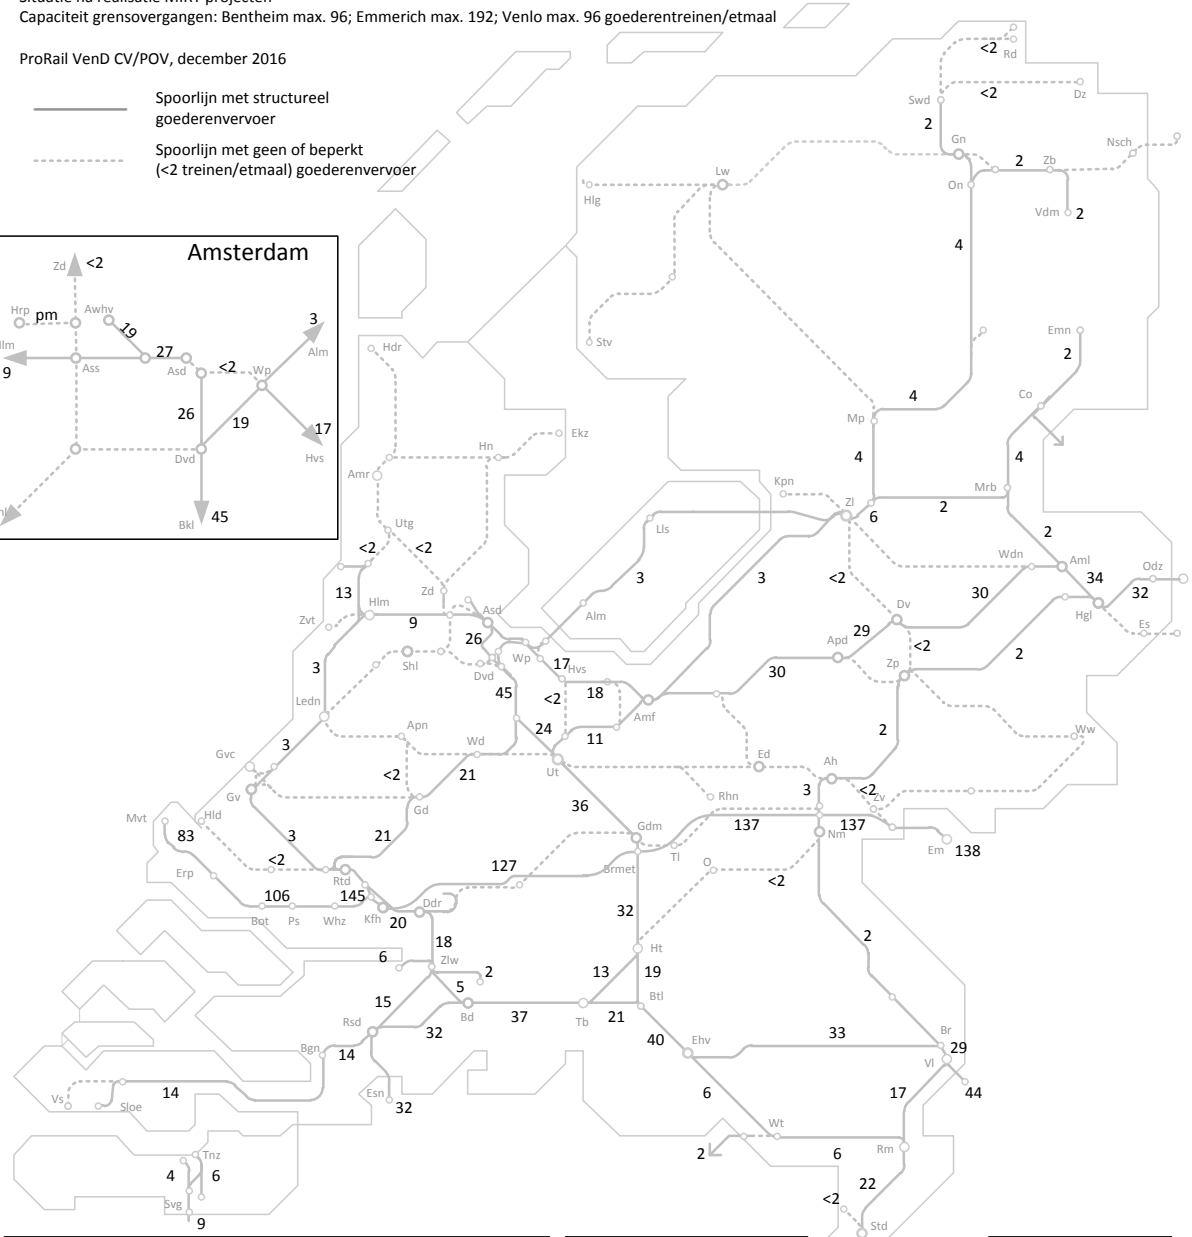 Situatie na realisatie MIRT projecten
Capaciteit grensovergangen: Bentheim max. 96; Emmerich max. 192; Venlo max. 96 goederentreinen/etmaal
ProRail VenD CV/POV, december 2016
Spoorlijn met structureel
goederenvervoer
Spoorlijn met geen of beperkt
(<2 treinen/etmaal) goederenvervoer
<2
Rd
Swd
<2
Dz
2
Gn
Nsch
2
Zb
On
Vdm
2
Lw
Hlg
4
Stv
Amsterdam
Zd
<2
Hrp
pm
Awhv
19
3
Alm
9
Ass
27
Asd
<2
Wp
26
19
17
Hvs
Dvd
Bkl
45
Hdr
Emn
2
Co
4
Mp
4
4
Mrb
Hn
Ekz
Amr
Kpn
Zl
6
2
2
Utg
<2
<2
Lls
3
3
<2
Wdn
Aml
34
Odz
32
Hgl
Es
30
Zd
13
Hlm
Zvt
9
Asd
26
Alm
Dv
29
Apd
<2
Zp
2
3
Shl
Wp
Dvd
17
Hvs
45
<2
18
30
Ledn
Amf
Apn
24
11
2
Ww
Gvc
3
Wd
21
Ut
Ed
Ah
<2
Gv
<2
Gd
36
Rhn
3
Zv
Mvt
Hld
83
3
21
Gdm
137
137
Nm
Em
138
Erp
<2
Rtd
127
Brmet
Tl
O
<2
106
145
Ddr
Bot
Ps
Whz
Kfh
20
32
18
Ht
2
6
Zlw
2
13
19
15
5
Rsd
32
Bd
37
Tb
21
Btl
40
Ehv
33
Br
29
Vl
Bgn
14
14
Vs
Sloe
Esn
32
6
17
44
Wt
2
6
Rm
Tnz
4
6
22
Svg
9
<2
Std